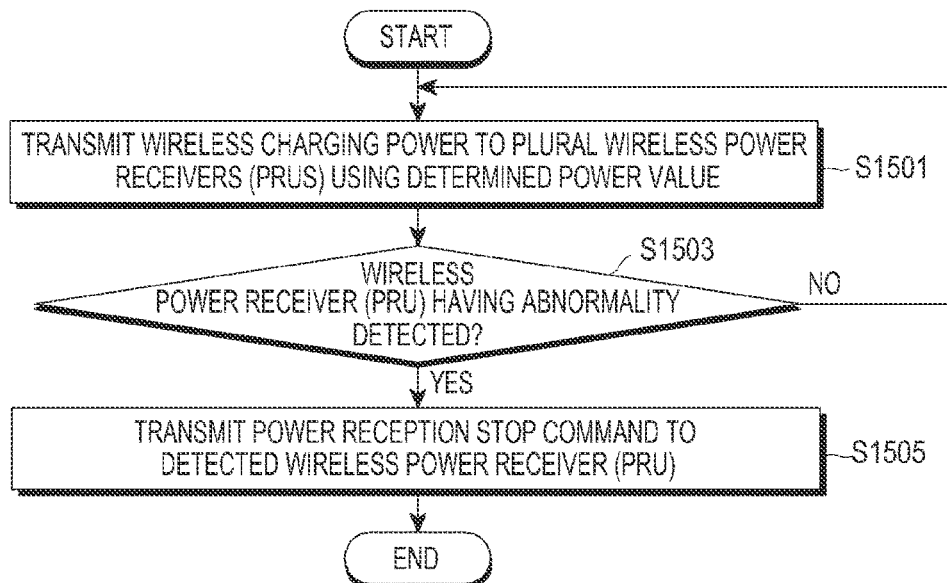 START
TRANSMIT WIRELESS CHARGING POWER TO PLURAL WIRELESS POWER
RECEIVERS (PRUS) USING DETERMINED POWER VALUE
S1501
S1503
WIRELESS
POWER RECEIVER (PRU) HAVING ABNORMALITY
DETECTED?
NO
YES
TRANSMIT POWER RECEPTION STOP COMMAND TO
DETECTED WIRELESS POWER RECEIVER (PRU)
S1505
END